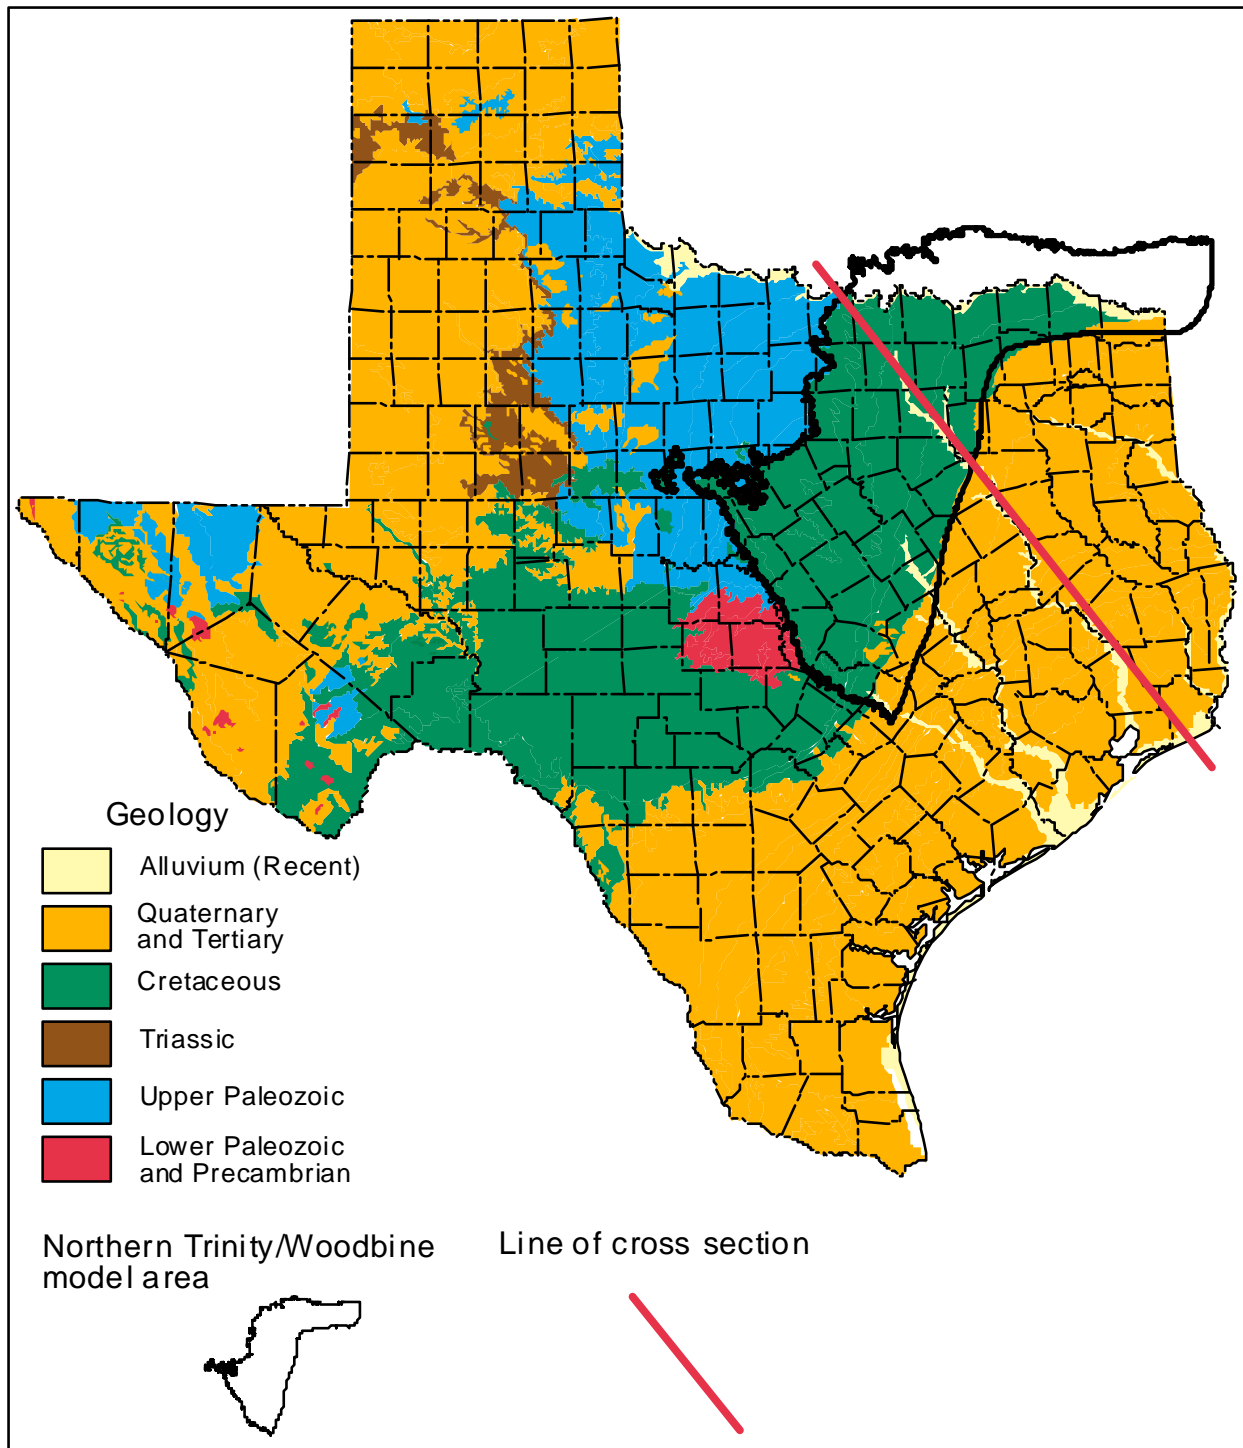 Geology
Alluvium (Recent)
Quaternary
and Tertiary
Cretaceous
Triassic
Upper Paleozoic
Lower Paleozoic
and Precambrian
Northern Trinity/Woodbine
model area
Line of cross section